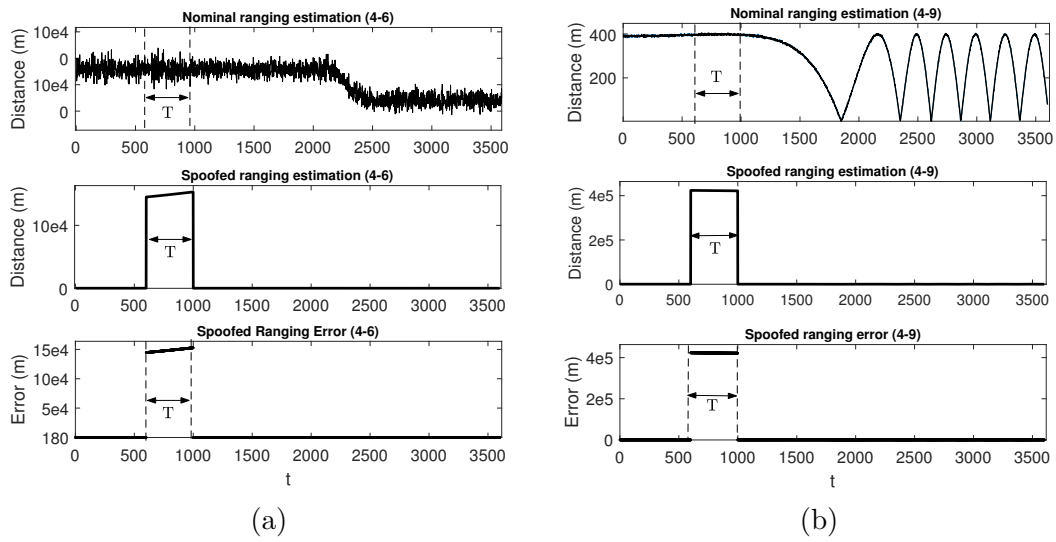 Nominal ranging estimation (4-6)
Distance (m)
10e4
0
10e4
0
T
0 500 1000 1500 2000 2500 3000 3500
Spoofed ranging estimation (4-6)
Distance (m)
10e4
0
T
0 500 1000 1500 2000 2500 3000 3500
Spoofed Ranging Error (4-6)
Error (m)
15e4
10e4
5e4
180
T
0 500 1000 1500 2000 2500 3000 3500
t
(a)
Nominal ranging estimation (4-9)
Distance (m)
400
200
T
0 500 1000 1500 2000 2500 3000 3500
Spoofed ranging estimation (4-9)
Distance (m)
4e5
2e5
0
T
0 500 1000 1500 2000 2500 3000 3500
Spoofed ranging error (4-9)
Error (m)
4e5
2e5
0
T
0 500 1000 1500 2000 2500 3000 3500
t
(b)